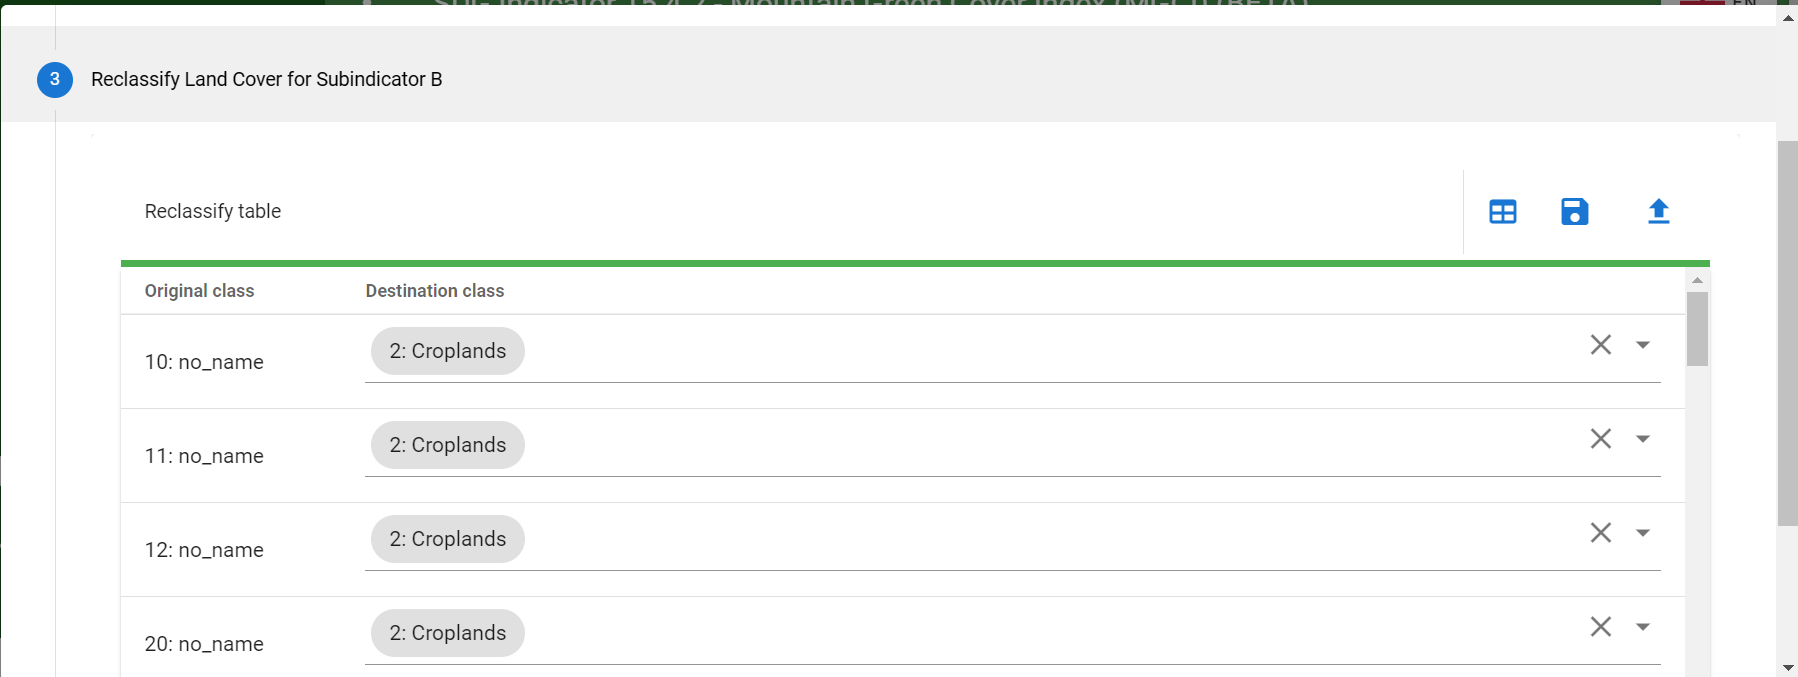 3 Reclassify Land Cover for Subindicator B
Reclassify table
Original class Destination class
10: no_name 2: Croplands
11: no_name 2: Croplands
12: no_name 2: Croplands
20: no_name 2: Croplands